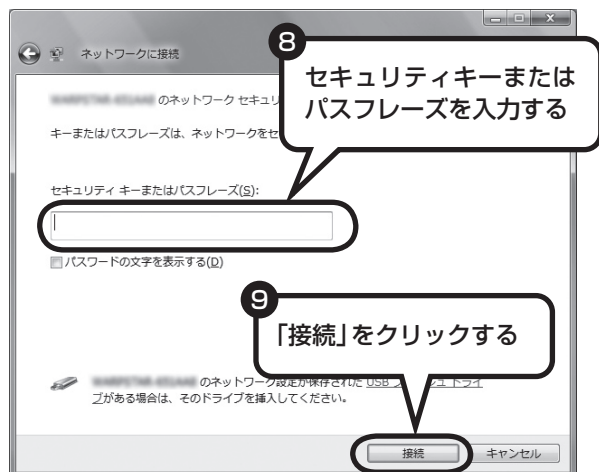 ネットワークに接続
8
セキュリティキーまたは
パスフレーズを入力する
のネットワーク セキュリ
キーまたはパスフレーズは、ネットワークをセ
セキュリティ キーまたはパスフレーズ(S):
パスワードの文字を表示する(D)
9
「接続」をクリックする
のネットワーク設定が保存された USB フ ュ ドライ
ブがある場合は、そのドライブを挿入してください。
接続
キャンセル